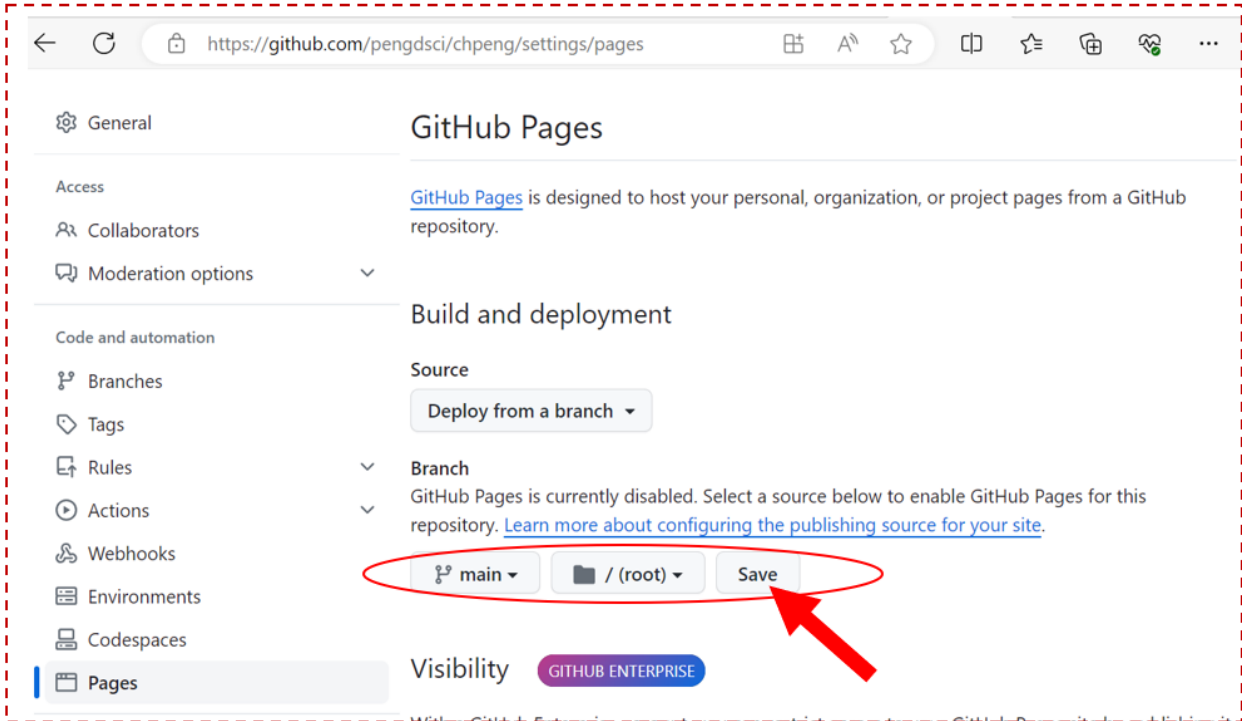 https://github.com/pengdsci/chpeng/settings/pages
General
Access
Collaborators
Moderation options
Code and automation
Branches
Tags
Rules
Actions
Webhooks
Environments
Codespaces
Pages
GitHub Pages
GitHub Pages is designed to host your personal, organization, or project pages from a GitHub
repository.
Build and deployment
Source
Deploy from a branch
Branch
GitHub Pages is currently disabled. Select a source below to enable GitHub Pages for this
repository. Learn more about configuring the publishing source for your site.
main / (root) Save
Visibility GITHUB ENTERPRISE